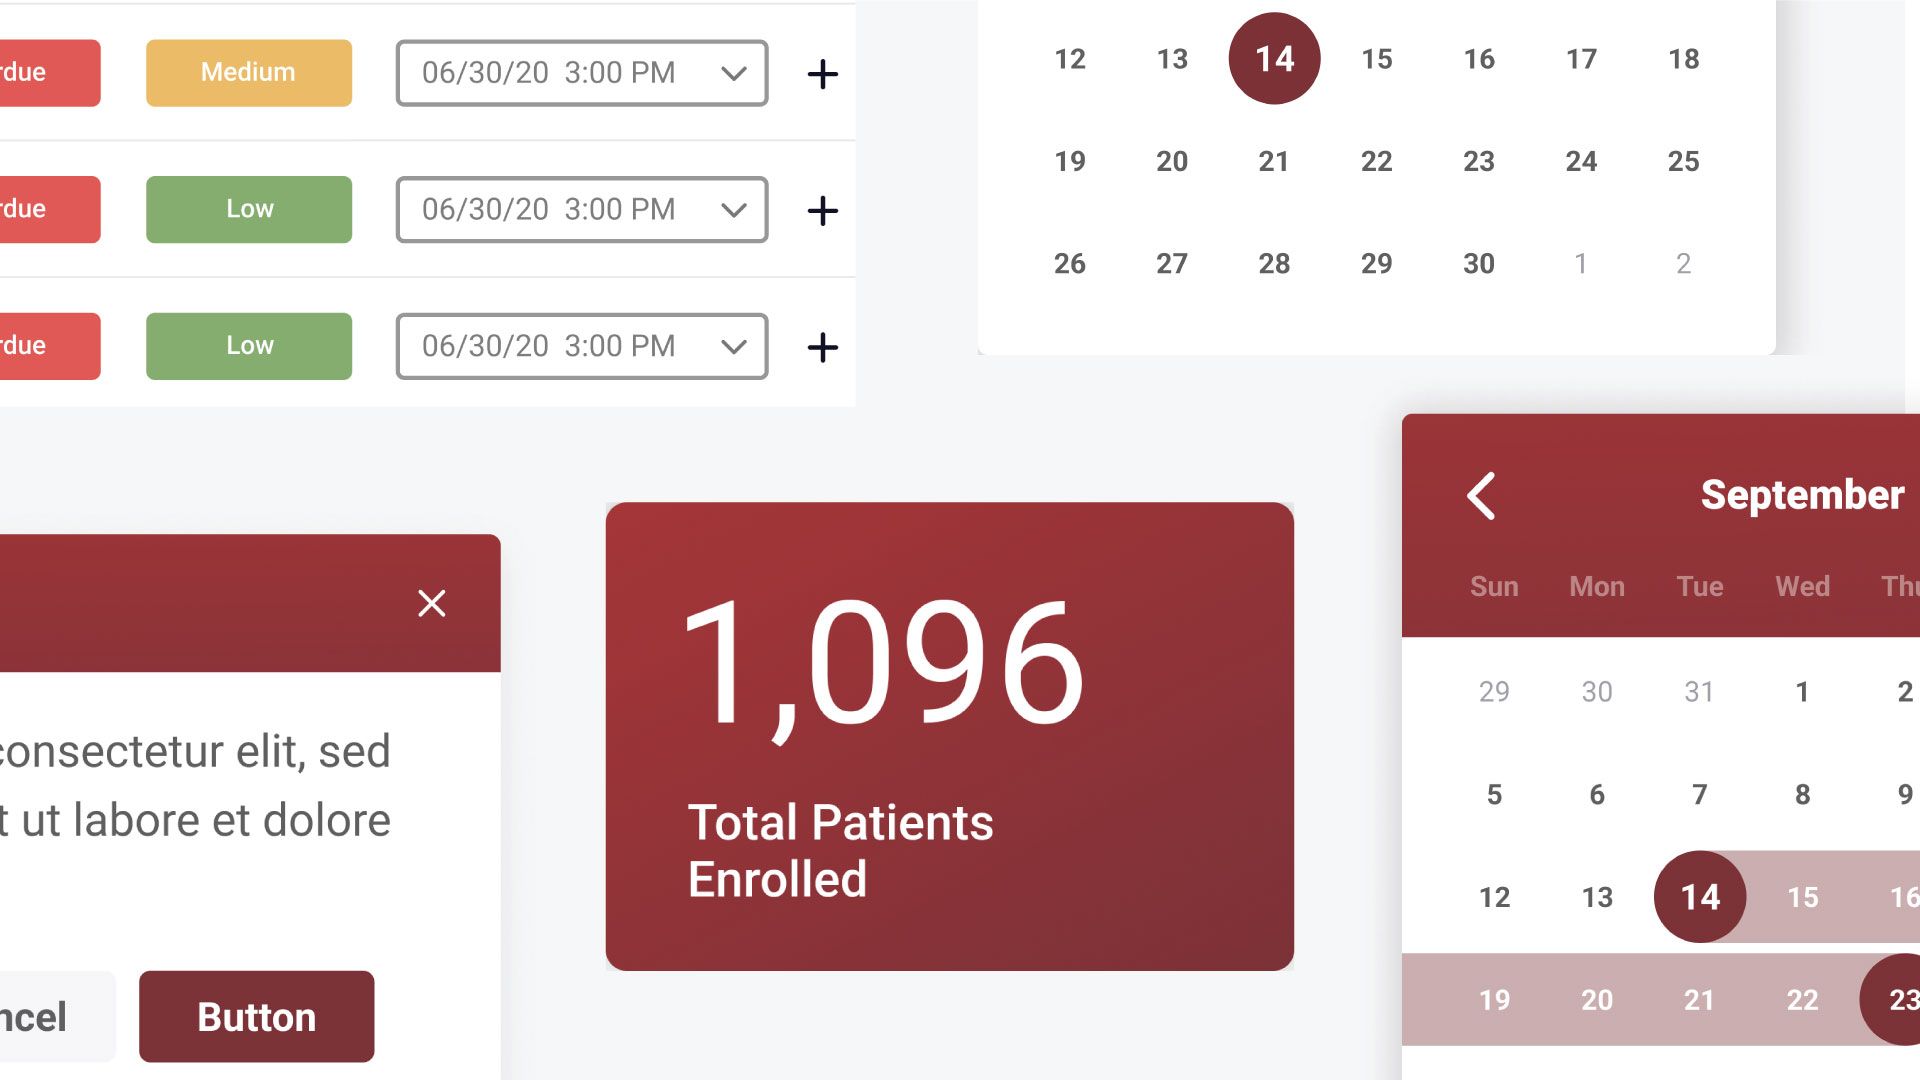 rdue Medium 06/30/20 3:00 PM
rdue Low 06/30/20 3:00 PM
rdue Low 06/30/20 3:00 PM
12 13 14 15 16 17 18
19 20 21 22 23 24 25
26 27 28 29 30 1 2
consectetur elit, sed
t ut labore et dolore
ncel Button
1,096
Total Patients
Enrolled
September
Sun Mon Tue Wed Thu
29 30 31 1 2
5 6 7 8 9
12 13 14 15 16
19 20 21 22 23